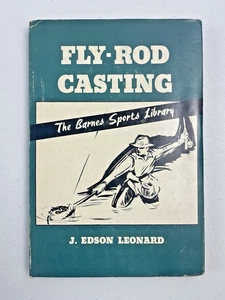 FLY-ROD
CASTING
The Barnes Sports Library
J. EDSON LEONARD